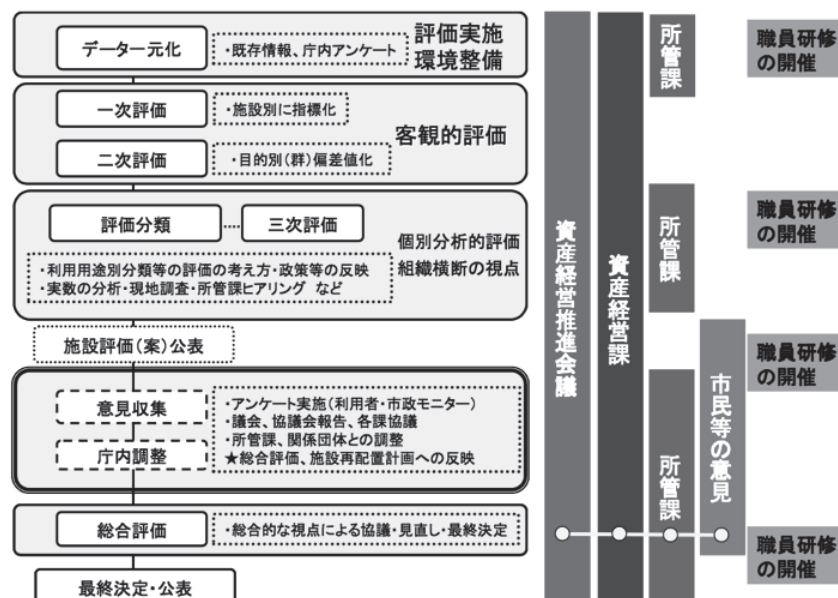 データ一元化
・既存情報、庁内アンケート
評価実施
環境整備
一次評価
・施設別に指標化
客観的評価
二次評価
・目的別(群)偏差値化
評価分類
三次評価
個別分析的評価
組織横断の視点
・利用用途別分類等の評価の考え方・政策等の反映
・実数の分析・現地調査・所管課ヒアリング など
施設評価(案)公表
意見収集
庁内調整
・アンケート実施(利用者・市政モニター)
・議会、協議会報告、各課協議
・所管課、関係団体との調整
★総合評価、施設再配置計画への反映
総合評価
・総合的な視点による協議・見直し・最終決定
最終決定・公表
資産経営推進会議
資産経営課
所管課
所管課
所管課
市民等の意見
職員研修
の開催
職員研修
の開催
職員研修
の開催
職員研修
の開催